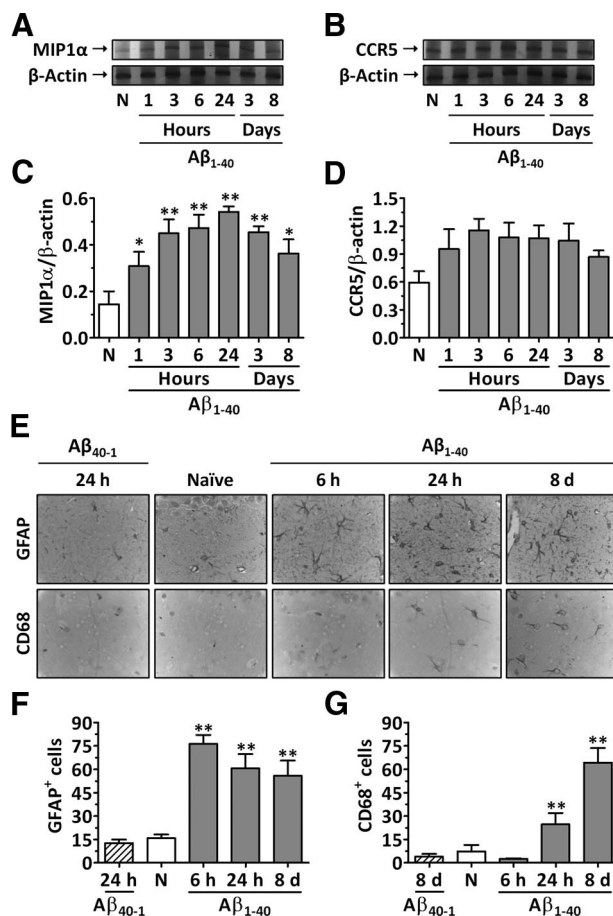 A
MIP1α →
β-Actin →
N 1 3 6 24 3 8
Hours Days
Aβ1-40
B
CCR5 →
β-Actin →
N 1 3 6 24 3 8
Hours Days
Aβ1-40
C
MIP1α/β-actin
0.6
0.4
0.2
0.0
* ** ** ** ** *
N 1 3 6 24 3 8
Hours Days
Aβ1-40
D
CCR5/β-actin
1.5
1.2
0.9
0.6
0.3
0.0
N 1 3 6 24 3 8
Hours Days
Aβ1-40
E
Aβ40-1 Aβ1-40
24 h Naïve 6 h 24 h 8 d
GFAP
CD68
F
GFAP+ cells
90
75
60
45
30
15
0
** ** **
24 h N 6 h 24 h 8 d
Aβ40-1 Aβ1-40
G
CD68+ cells
90
75
60
45
30
15
0
** **
8 d N 6 h 24 h 8 d
Aβ40-1 Aβ1-40